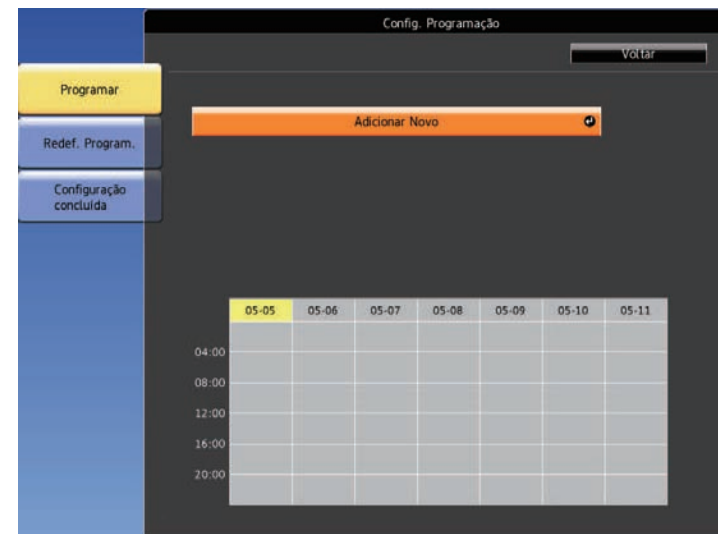 Config. Programação
Voltar
Programar
Adicionar Novo
Redef. Program.
Configuração
concluída
05-05 05-06 05-07 05-08 05-09 05-10 05-11
04:00
08:00
12:00
16:00
20:00